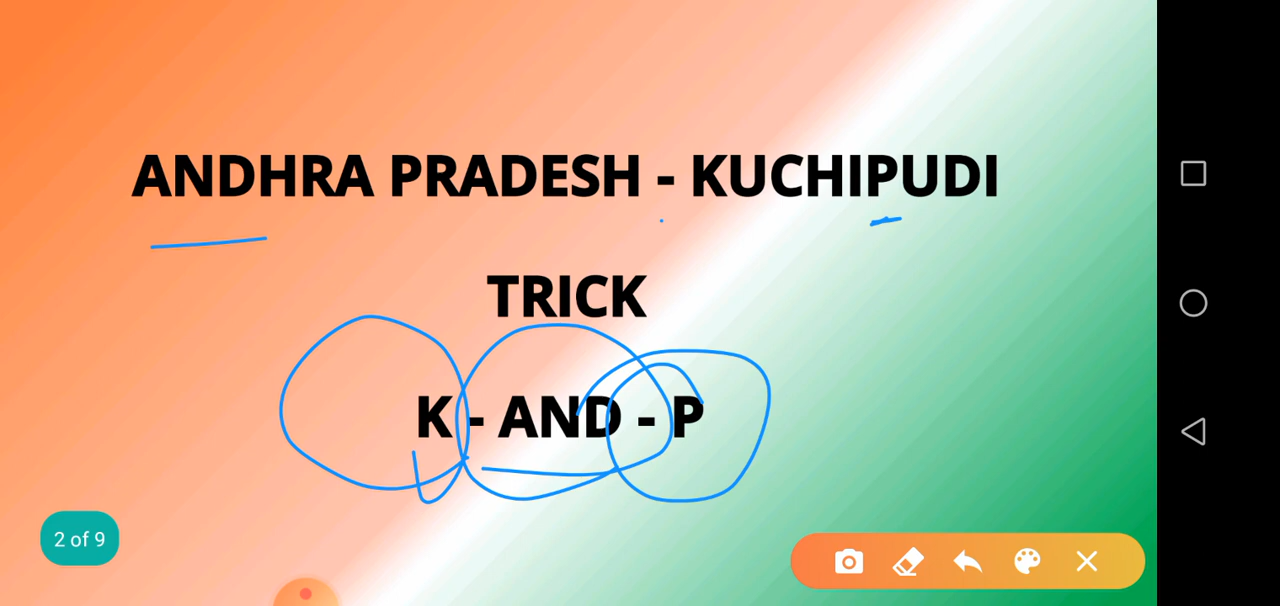 ANDHRA PRADESH - KUCHIPUDI
TRICK
K - AND - P
2 of 9